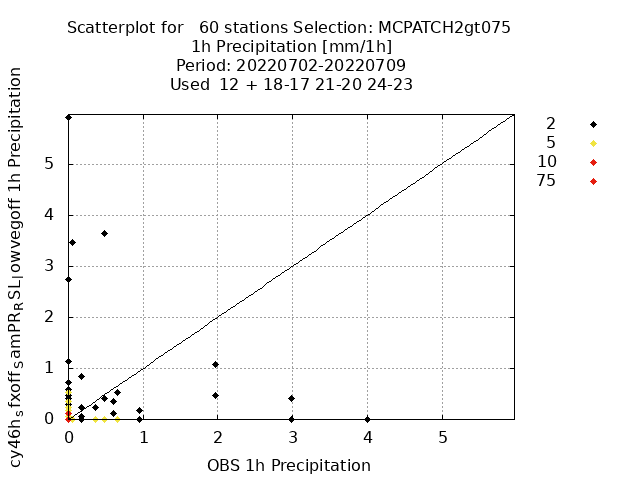 Scatterplot for   60 stations Selection: MCPATCH2gt075
1h Precipitation [mm/1h]
Period: 20220702-20220709
Used  12 + 18-17 21-20 24-23
2
5
10
75
cy46h_sfxoff_samPR_RSL_lowvegoff 1h Precipitation
5
4
3
2
1
0
0 1 2 3 4 5
OBS 1h Precipitation